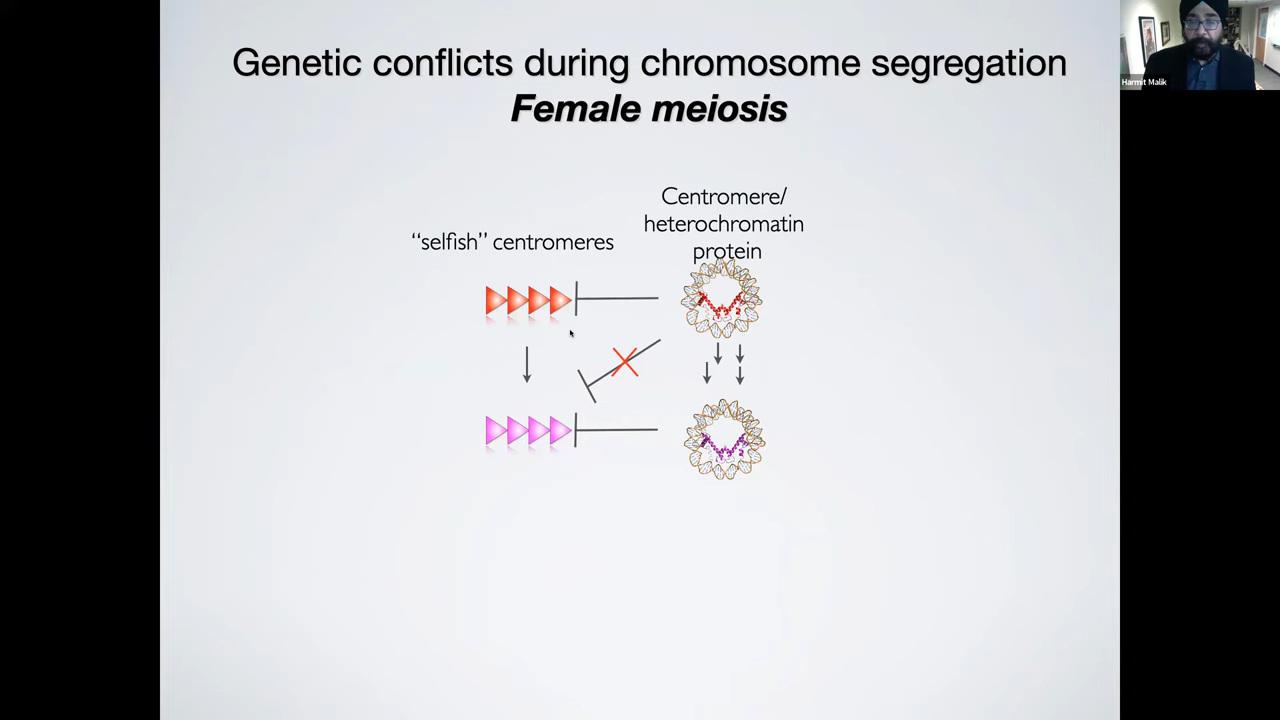 Genetic conflicts during chromosome segregation
Female meiosis
Harmit Malik
Centromere/
heterochromatin
protein
“selfish” centromeres